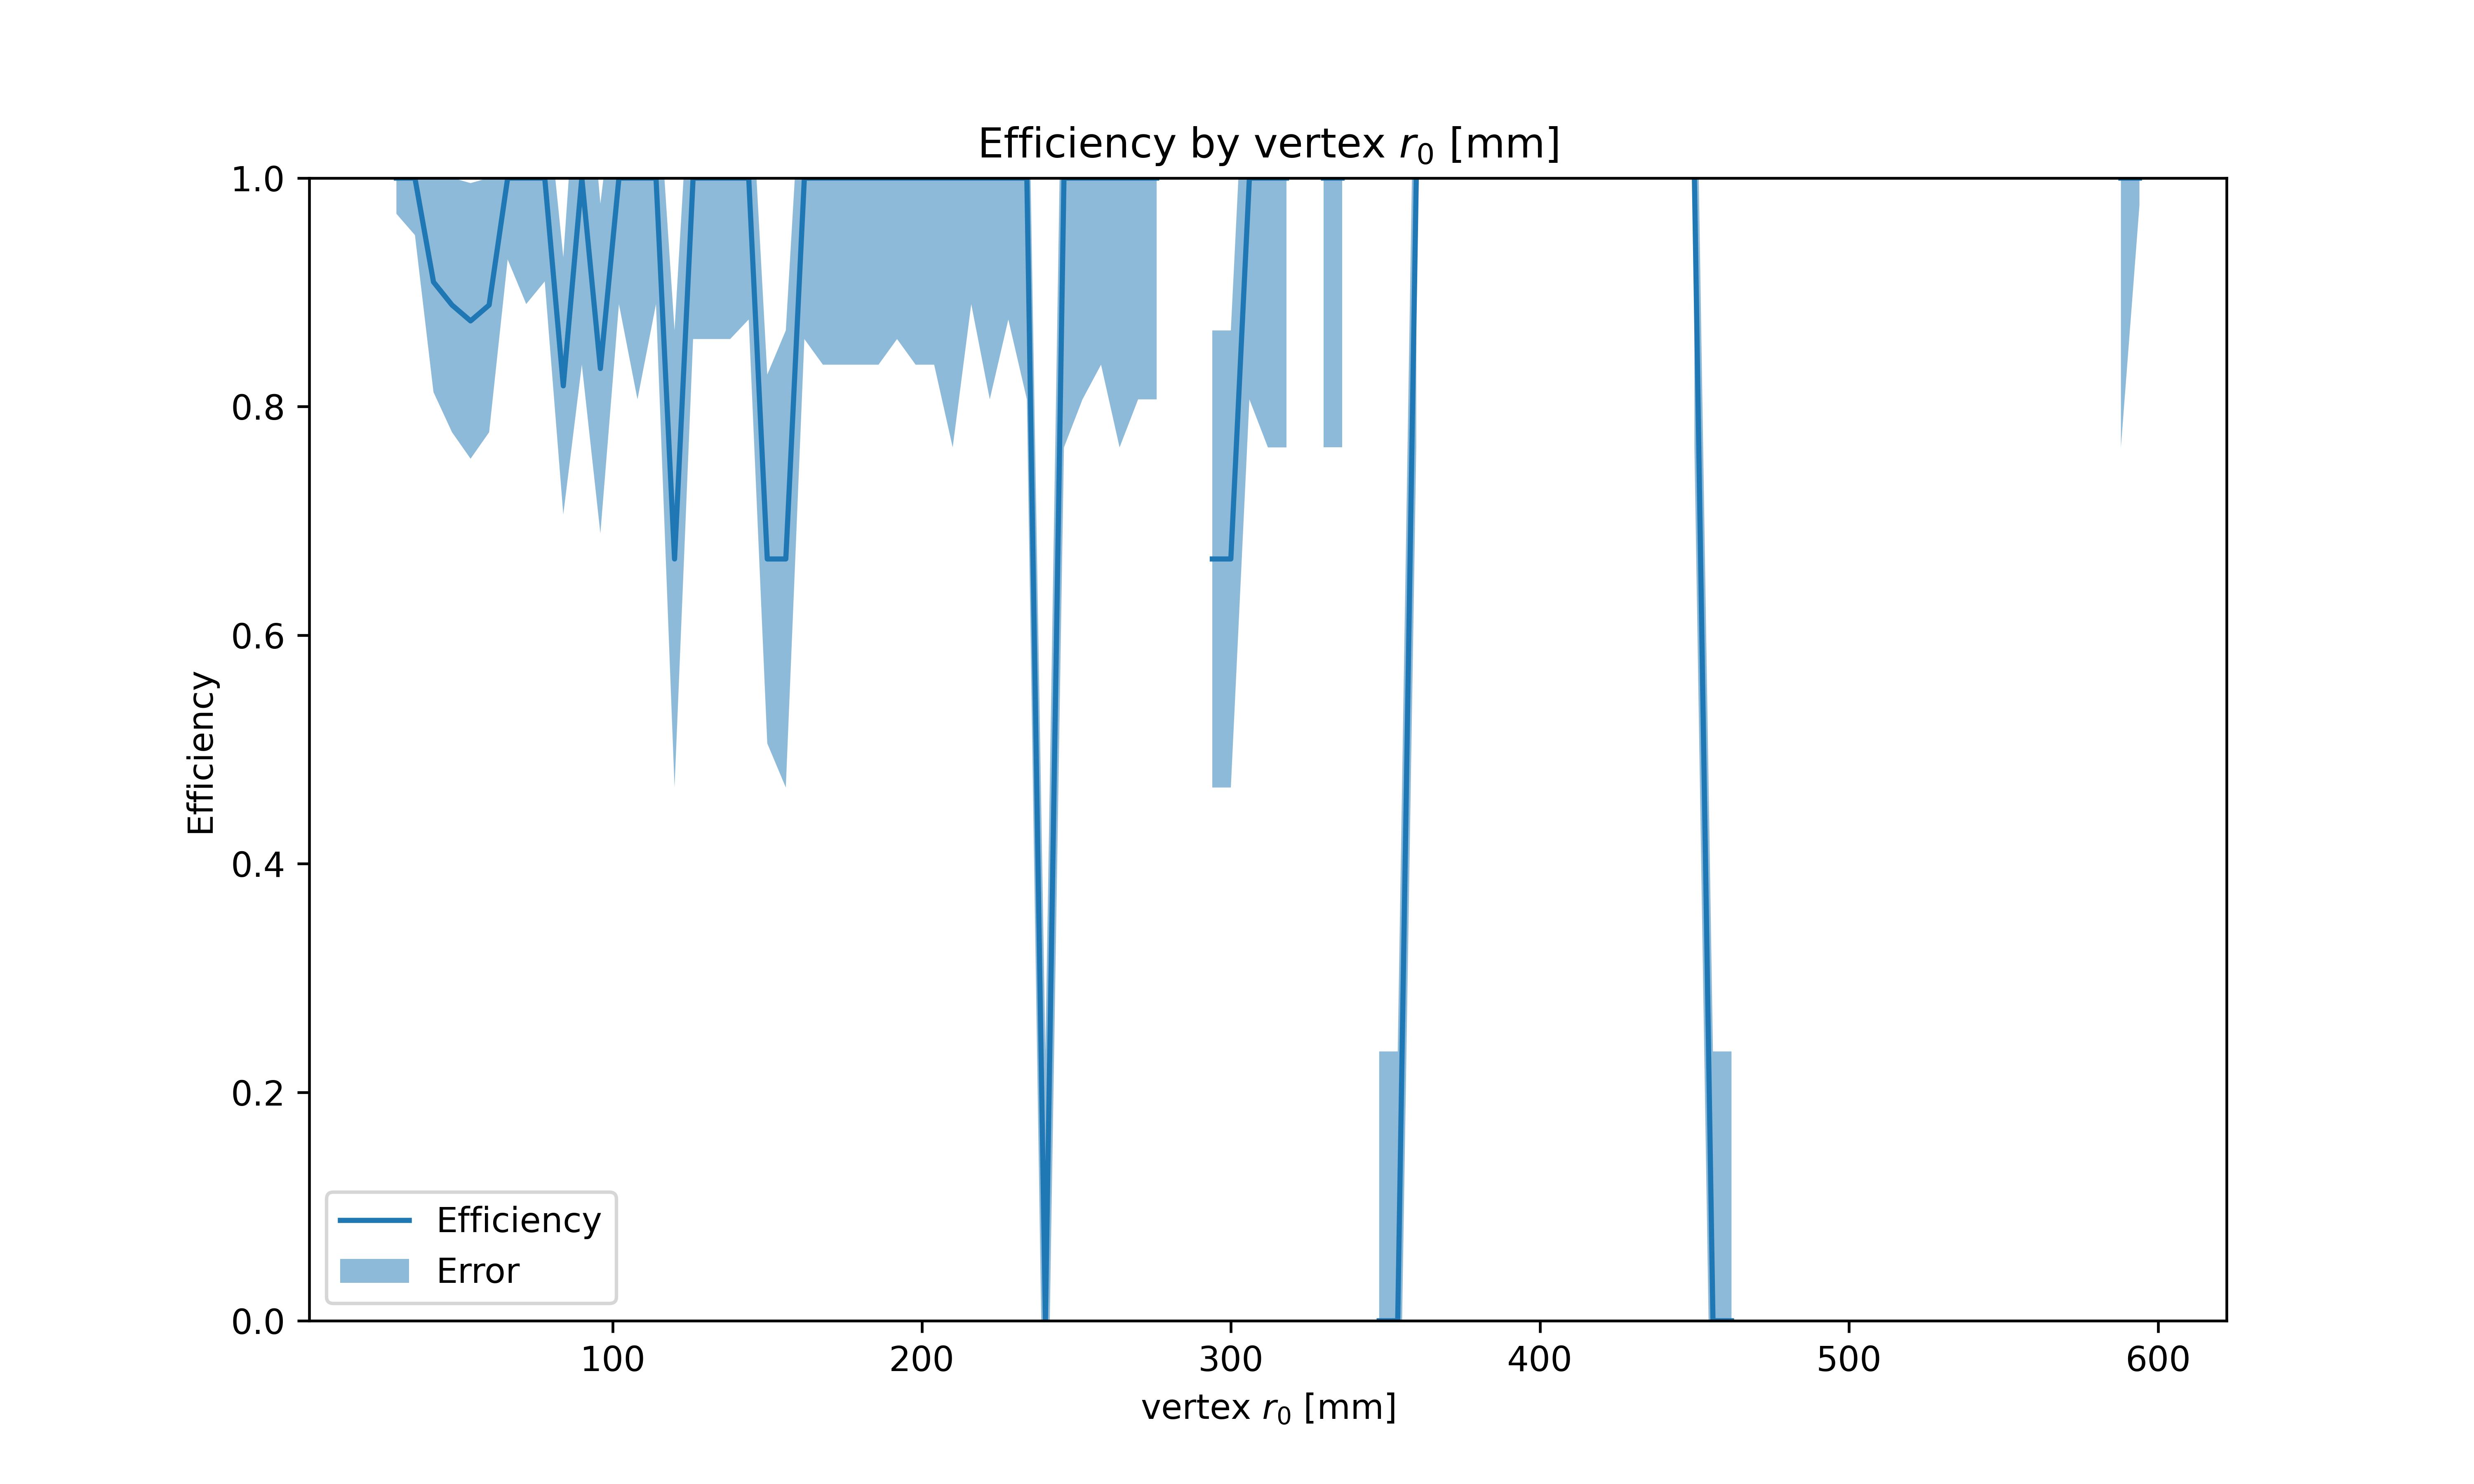 Efficiency by vertex r₀ [mm]
1.0
0.8
0.6
0.4
0.2
0.0
Efficiency
Efficiency
Error
100 200 300 400 500 600
vertex r₀ [mm]